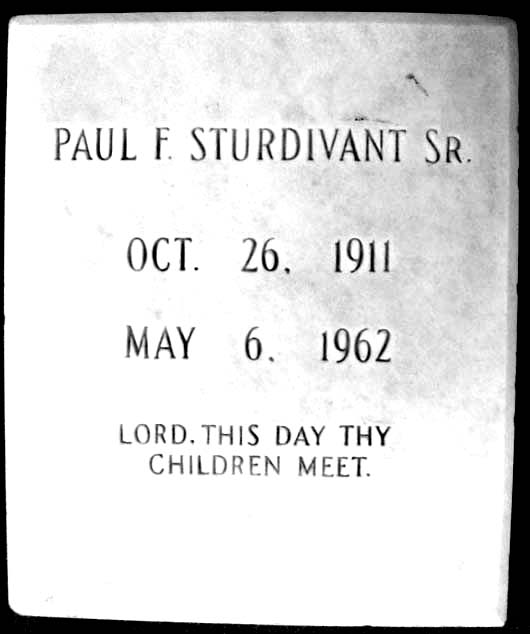 PAUL F. STURDIVANT SR.
OCT. 26, 1911
MAY 6, 1962
LORD, THIS DAY THY
CHILDREN MEET.